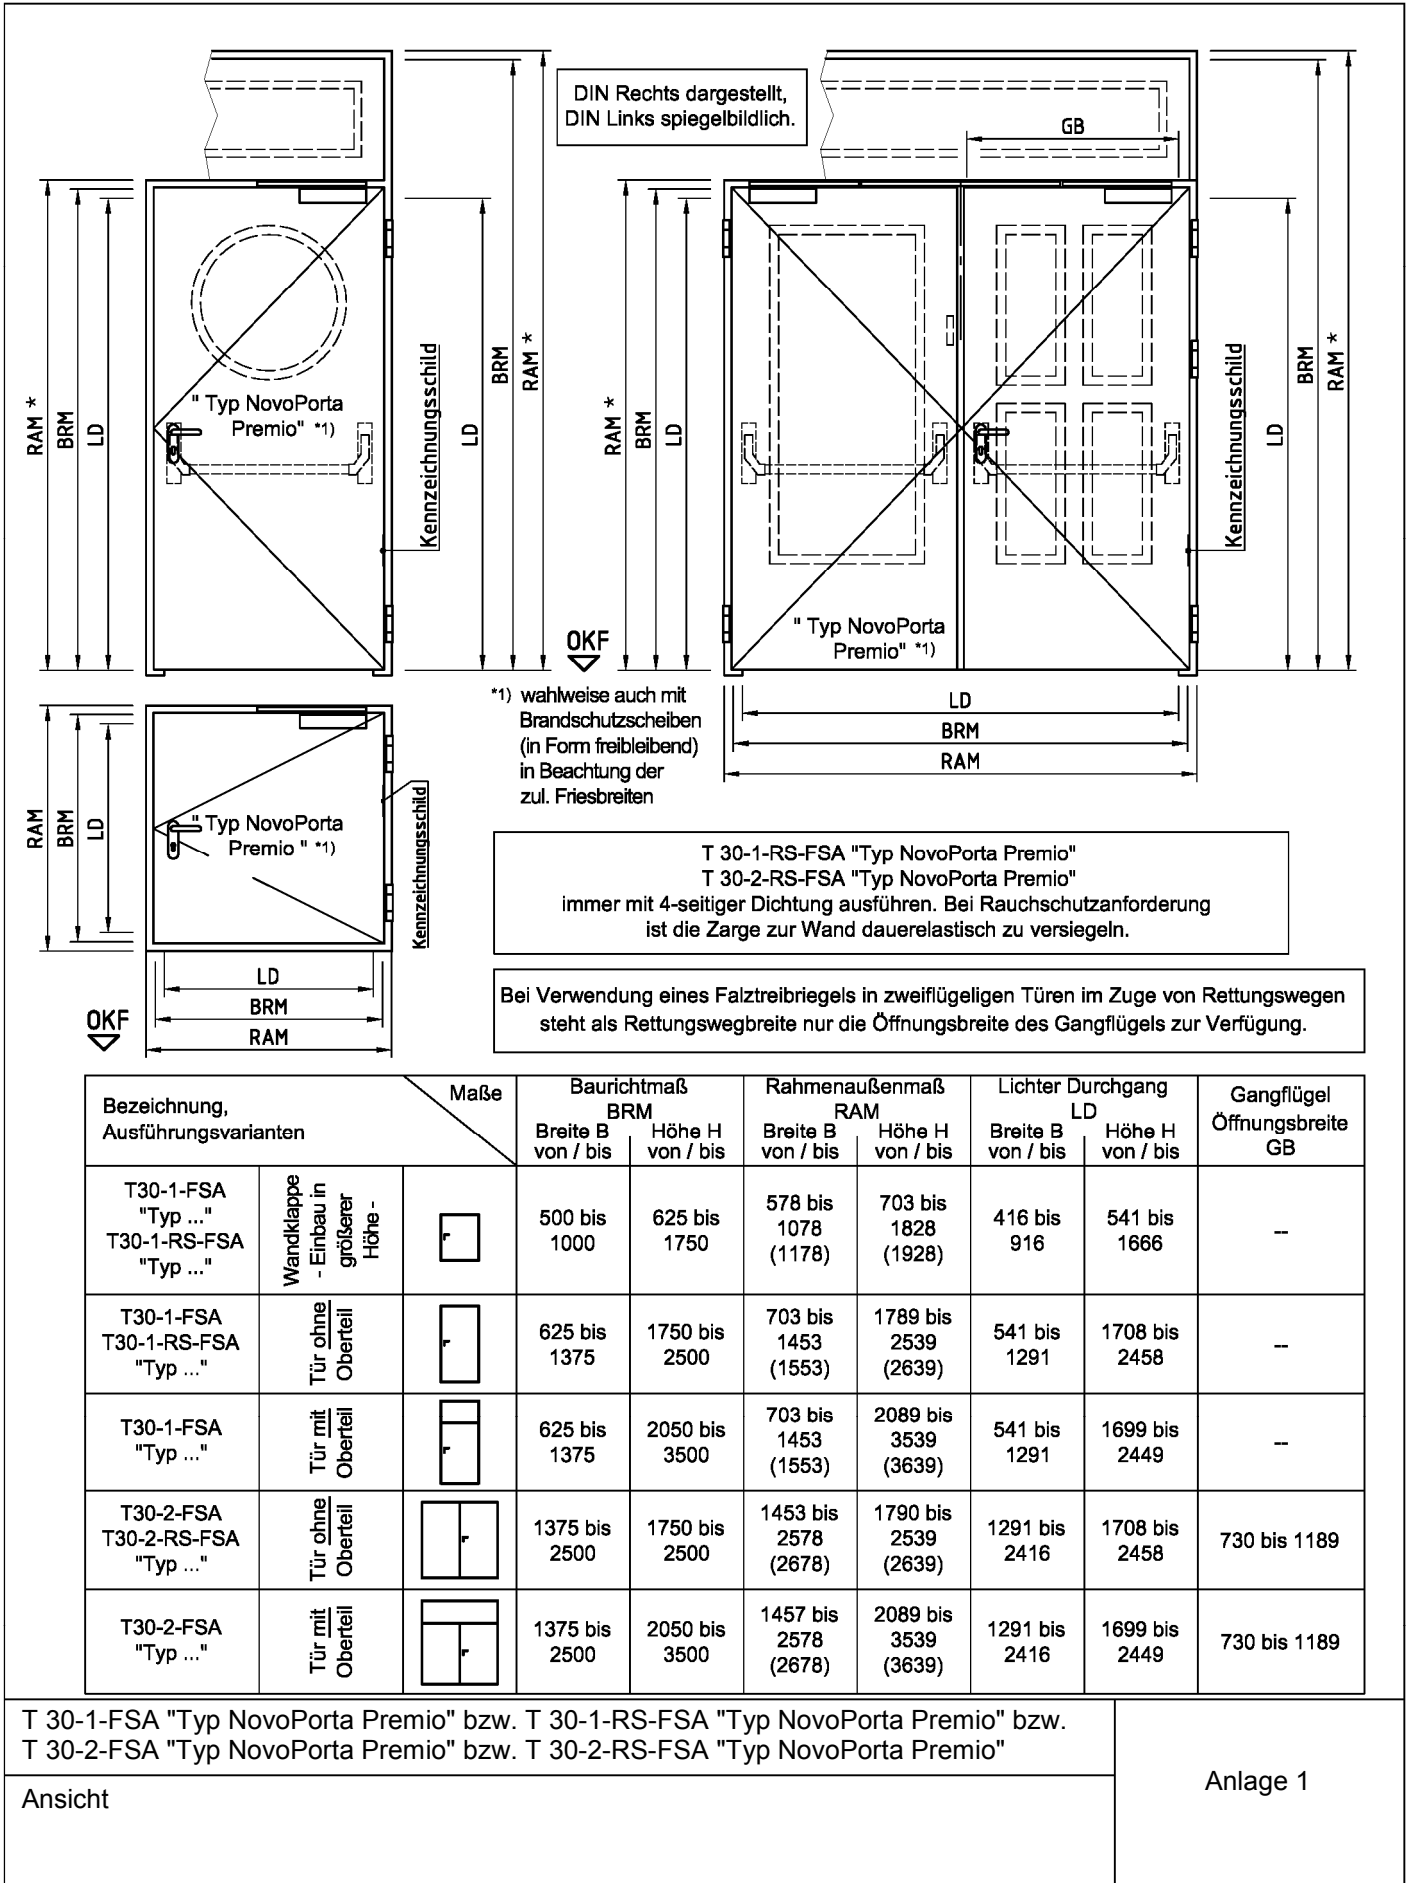 DIN Rechts dargestellt,
DIN Links spiegelbildlich.
RAM *
BRM
LD
" Typ NovoPorta
Premio" *1)
Kennzeichnungsschild
LD
BRM
RAM *
OKF
RAM *
BRM
LD
GB
" Typ NovoPorta
Premio" *1)
Kennzeichnungsschild
LD
BRM
RAM *
LD
BRM
RAM
*1) wahlweise auch mit
Brandschutzscheiben
(in Form freibleibend)
in Beachtung der
zul. Friesbreiten
RAM
BRM
LD
" Typ NovoPorta
Premio " *1)
Kennzeichnungsschild
LD
BRM
RAM
OKF
T 30-1-RS-FSA "Typ NovoPorta Premio"
T 30-2-RS-FSA "Typ NovoPorta Premio"
immer mit 4-seitiger Dichtung ausführen. Bei Rauchschutzanforderung
ist die Zarge zur Wand dauerelastisch zu versiegeln.
Bei Verwendung eines Falztreibriegels in zweiflügeligen Türen im Zuge von Rettungswegen
steht als Rettungswegbreite nur die Öffnungsbreite des Gangflügels zur Verfügung.
Bezeichnung,
Ausführungsvarianten
Maße
Baurichtmaß
BRM
Breite B
von / bis
Höhe H
von / bis
Rahmenaußenmaß
RAM
Breite B
von / bis
Höhe H
von / bis
Lichter Durchgang
LD
Breite B
von / bis
Höhe H
von / bis
Gangflügel
Öffnungsbreite
GB
T30-1-FSA
"Typ ..."
T30-1-RS-FSA
"Typ ..."
Wandklappe
- Einbau in
größerer
Höhe -
500 bis
1000
625 bis
1750
578 bis
1078
(1178)
703 bis
1828
(1928)
416 bis
916
541 bis
1666
--
T30-1-FSA
T30-1-RS-FSA
"Typ ..."
Tür ohne
Oberteil
625 bis
1375
1750 bis
2500
703 bis
1453
(1553)
1789 bis
2539
(2639)
541 bis
1291
1708 bis
2458
--
T30-1-FSA
"Typ ..."
Tür mit
Oberteil
625 bis
1375
2050 bis
3500
703 bis
1453
(1553)
2089 bis
3539
(3639)
541 bis
1291
1699 bis
2449
--
T30-2-FSA
T30-2-RS-FSA
"Typ ..."
Tür ohne
Oberteil
1375 bis
2500
1750 bis
2500
1453 bis
2578
(2678)
1790 bis
2539
(2639)
1291 bis
2416
1708 bis
2458
730 bis 1189
T30-2-FSA
"Typ ..."
Tür mit
Oberteil
1375 bis
2500
2050 bis
3500
1457 bis
2578
(2678)
2089 bis
3539
(3639)
1291 bis
2416
1699 bis
2449
730 bis 1189
T 30-1-FSA "Typ NovoPorta Premio" bzw. T 30-1-RS-FSA "Typ NovoPorta Premio" bzw.
T 30-2-FSA "Typ NovoPorta Premio" bzw. T 30-2-RS-FSA "Typ NovoPorta Premio"
Ansicht
Anlage 1